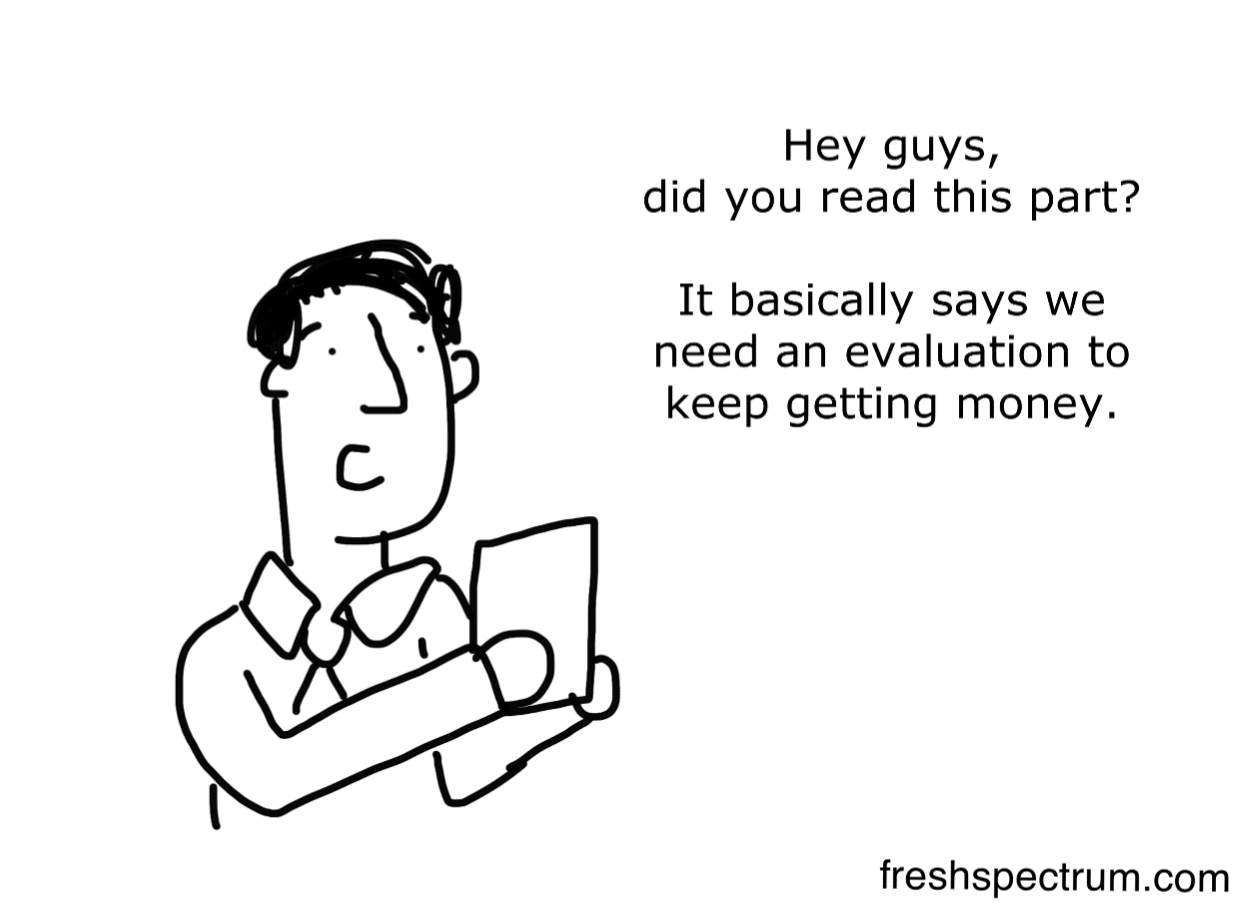 Hey guys,
did you read this part?
It basically says we
need an evaluation to
keep getting money.
freshspectrum.com